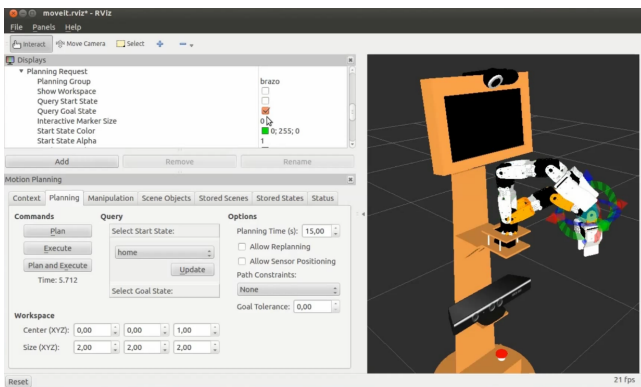 moveit.rviz* - RViz
File Panels Help
Interact Move Camera Select
Displays
Planning Request
Planning Group brazo
Show Workspace
Query Start State
Query Goal State
Interactive Marker Size 0
Start State Color 0; 255; 0
Start State Alpha 1
Add Remove Rename
Motion Planning
Context Planning Manipulation Scene Objects Stored Scenes Stored States Status
Commands Query Options
Plan Select Start State: Planning Time (s): 15,00
Execute home Allow Replanning
Plan and Execute Update Allow Sensor Positioning
Time: 5.712 Path Constraints:
Select Goal State: None
Goal Tolerance: 0,00
Workspace
Center (XYZ): 0,00 0,00 1,00
Size (XYZ): 2,00 2,00 2,00
Reset 21 fps